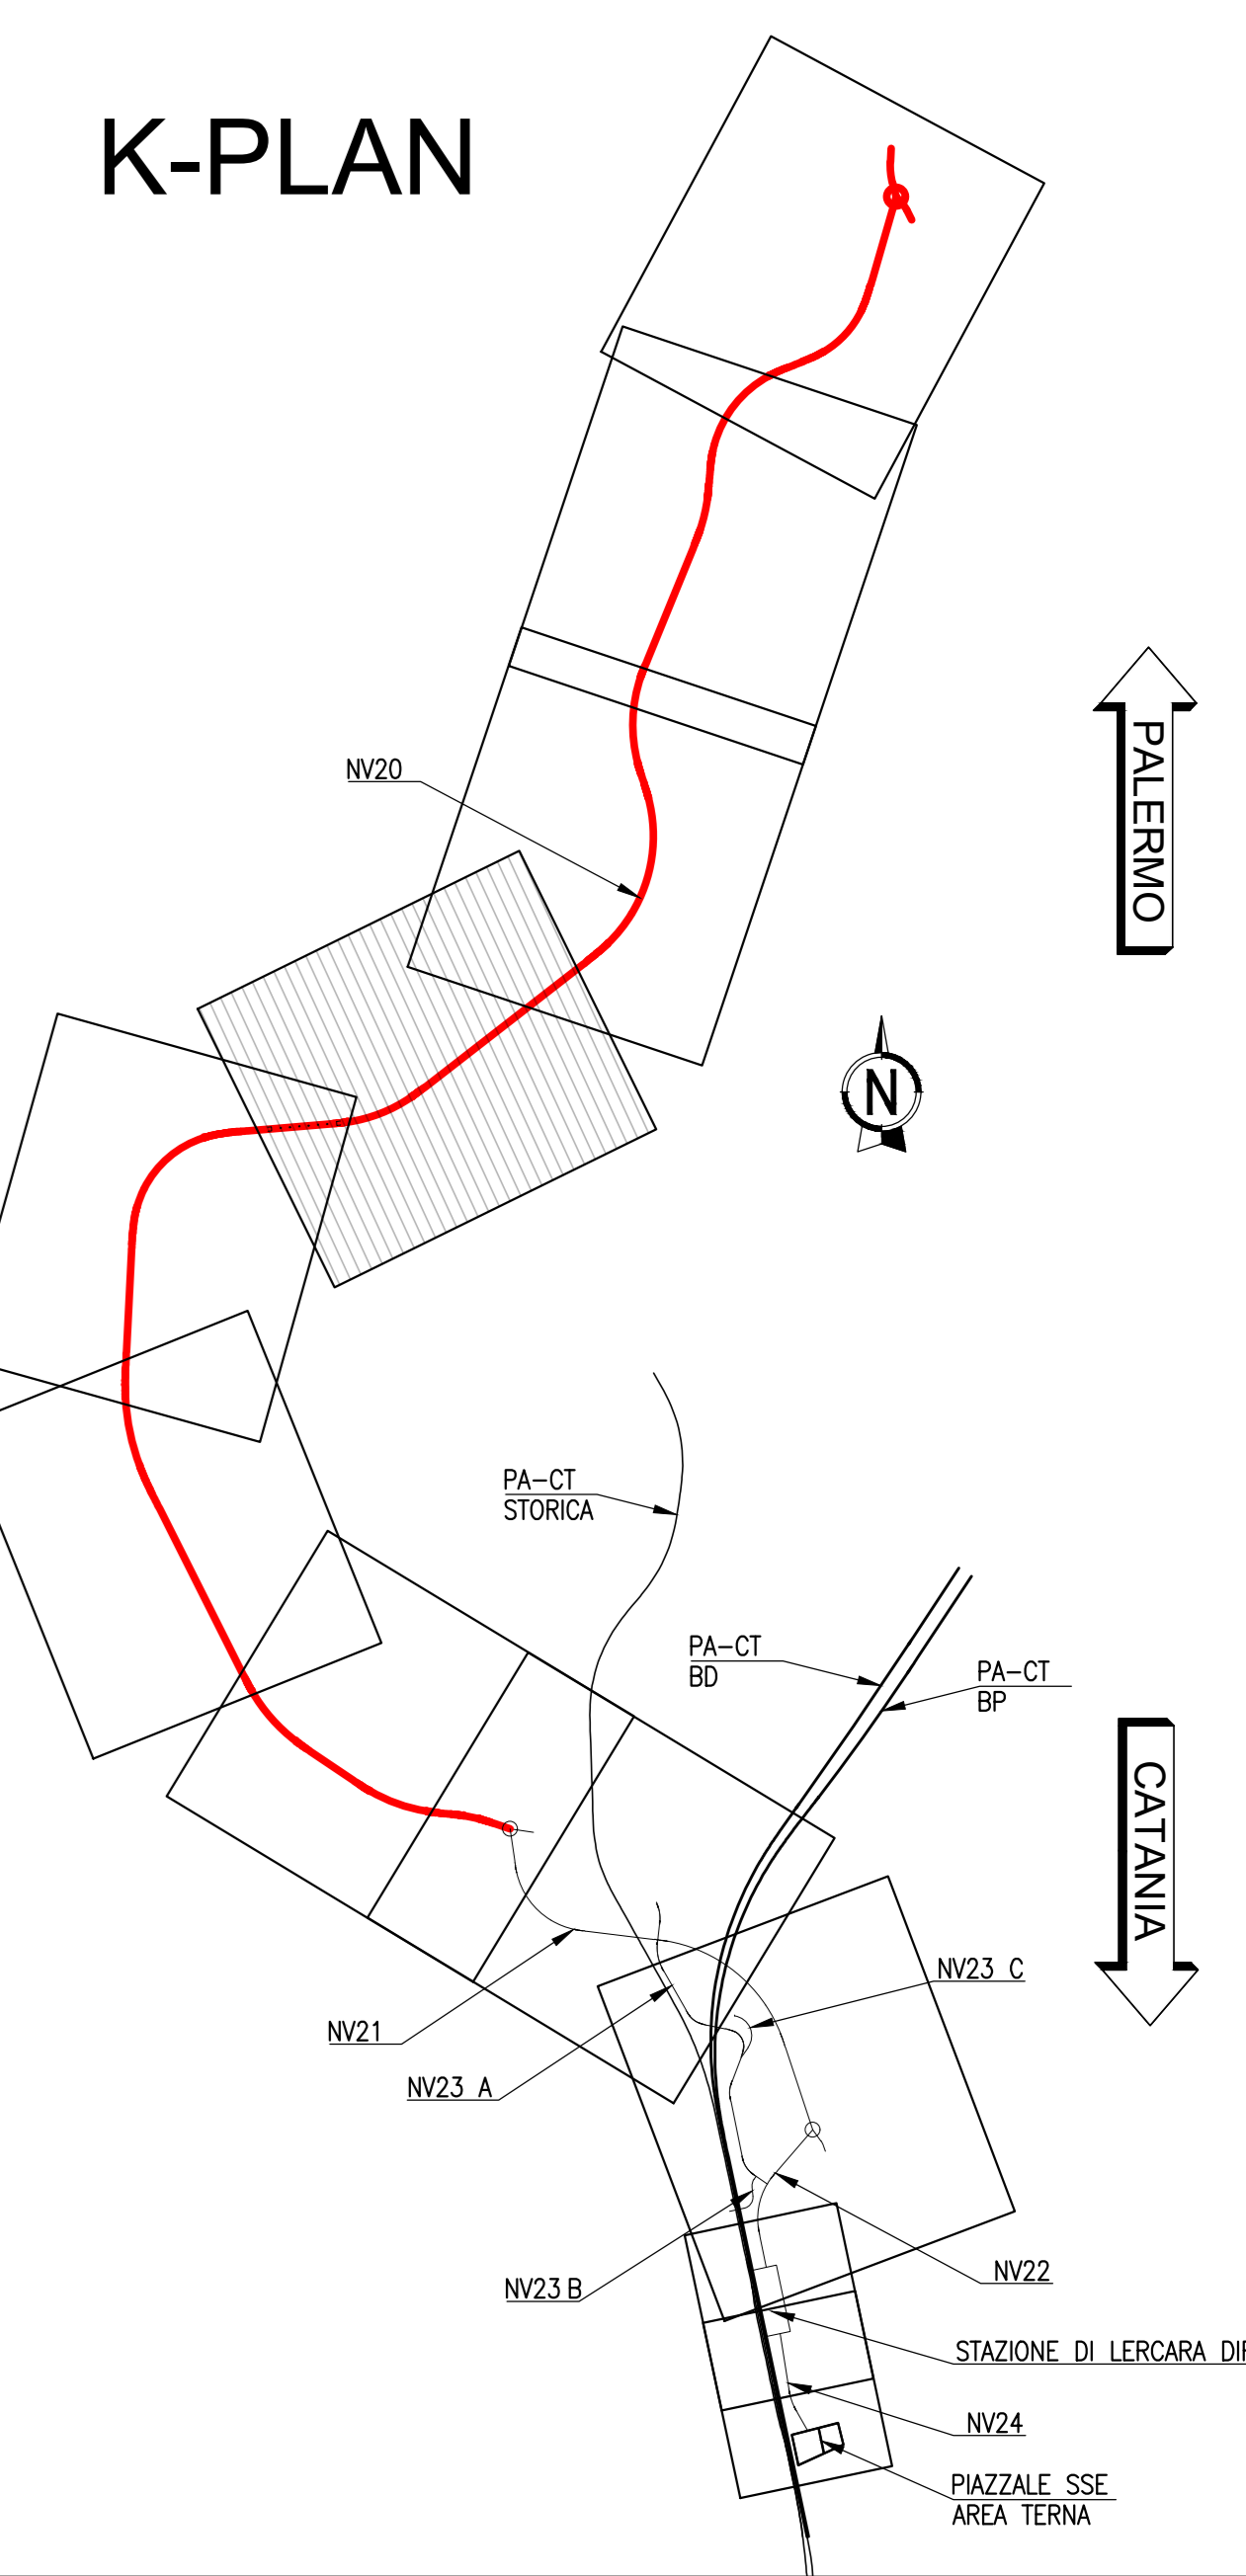 K-PLAN
NV20
PALERMO
N
PA-CT
STORICA
PA-CT
BD
PA-CT
BP
CATANIA
NV23 C
NV21
NV23 A
NV22
NV23 B
STAZIONE DI LERCARA
NV24
PIAZZALE SSE
AREA TERNA